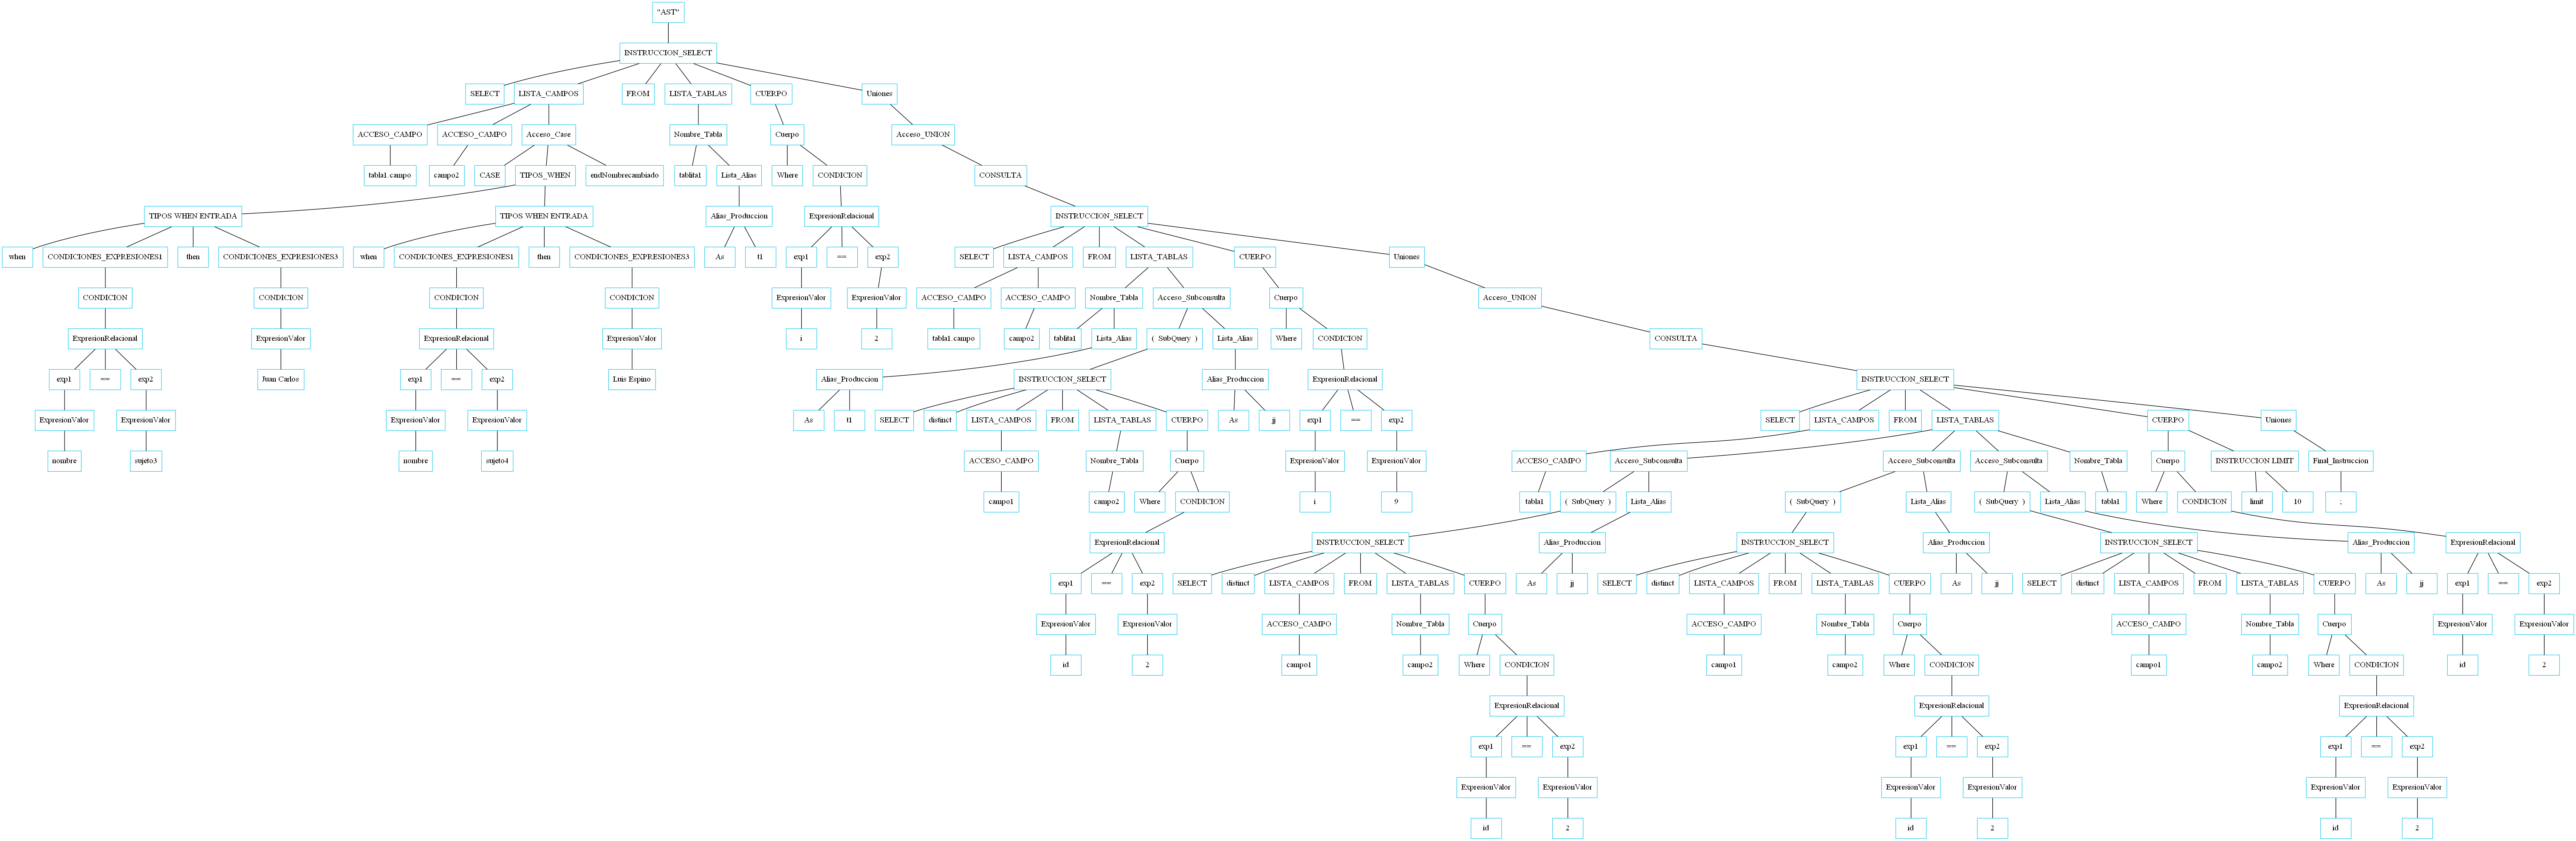 "AST"
INSTRUCCION_SELECT
SELECT LISTA_CAMPOS FROM LISTA_TABLAS CUERPO Uniones
ACCESO_CAMPO ACCESO_CAMPO Acceso_Case Nombre_Tabla Cuerpo Acceso_UNION
tabla1.campo campo2 CASE TIPOS_WHEN endNombrecambiado tablita1 Lista_Alias Where CONDICION CONSULTA
TIPOS WHEN ENTRADA TIPOS WHEN ENTRADA Alias_Produccion ExpresionRelacional INSTRUCCION_SELECT
when CONDICIONES_EXPRESIONES1 then CONDICIONES_EXPRESIONES3 when CONDICIONES_EXPRESIONES1 then CONDICIONES_EXPRESIONES3 As t1 exp1 == exp2 SELECT LISTA_CAMPOS FROM LISTA_TABLAS CUERPO Uniones
CONDICION CONDICION CONDICION CONDICION ExpresionValor ExpresionValor ACCESO_CAMPO ACCESO_CAMPO Nombre_Tabla Acceso_Subconsulta Cuerpo Acceso_UNION
ExpresionRelacional ExpresionValor ExpresionRelacional ExpresionValor i 2 tabla1.campo campo2 tablita1 Lista_Alias ( SubQuery ) Lista_Alias Where CONDICION CONSULTA
exp1 == exp2 Juan Carlos exp1 == exp2 Luis Espino Alias_Produccion INSTRUCCION_SELECT Alias_Produccion ExpresionRelacional INSTRUCCION_SELECT
ExpresionValor ExpresionValor ExpresionValor ExpresionValor As t1 SELECT distinct LISTA_CAMPOS FROM LISTA_TABLAS CUERPO As jj exp1 == exp2 SELECT LISTA_CAMPOS FROM LISTA_TABLAS CUERPO Uniones
nombre sujeto3 nombre sujeto4 ACCESO_CAMPO Nombre_Tabla Cuerpo ExpresionValor ExpresionValor ACCESO_CAMPO Acceso_Subconsulta Acceso_Subconsulta Acceso_Subconsulta Nombre_Tabla Cuerpo INSTRUCCION LIMIT Final_Instruccion
campo1 campo2 Where CONDICION i 9 tabla1 ( SubQuery ) Lista_Alias ( SubQuery ) Lista_Alias ( SubQuery ) Lista_Alias tabla1 Where CONDICION limit 10 ;
ExpresionRelacional INSTRUCCION_SELECT Alias_Produccion INSTRUCCION_SELECT Alias_Produccion INSTRUCCION_SELECT Alias_Produccion ExpresionRelacional
exp1 == exp2 SELECT distinct LISTA_CAMPOS FROM LISTA_TABLAS CUERPO As jj SELECT distinct LISTA_CAMPOS FROM LISTA_TABLAS CUERPO As jj SELECT distinct LISTA_CAMPOS FROM LISTA_TABLAS CUERPO As jj exp1 == exp2
ExpresionValor ExpresionValor ACCESO_CAMPO Nombre_Tabla Cuerpo ACCESO_CAMPO Nombre_Tabla Cuerpo ACCESO_CAMPO Nombre_Tabla Cuerpo ExpresionValor ExpresionValor
id 2 campo1 campo2 Where CONDICION campo1 campo2 Where CONDICION campo1 campo2 Where CONDICION id 2
ExpresionRelacional ExpresionRelacional ExpresionRelacional
exp1 == exp2 exp1 == exp2 exp1 == exp2
ExpresionValor ExpresionValor ExpresionValor ExpresionValor ExpresionValor ExpresionValor
id 2 id 2 id 2